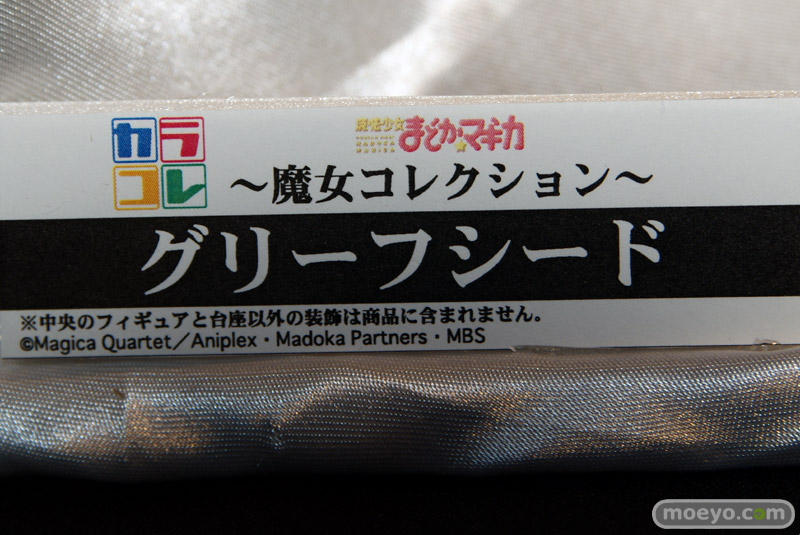 カラ
コレ
魔法少女
まどか☆マギカ
〜魔女コレクション〜
グリーフシード
※中央のフィギュアと台座以外の装飾は商品に含まれません。
©Magica Quartet／Aniplex・Madoka Partners・MBS
moeyo.com